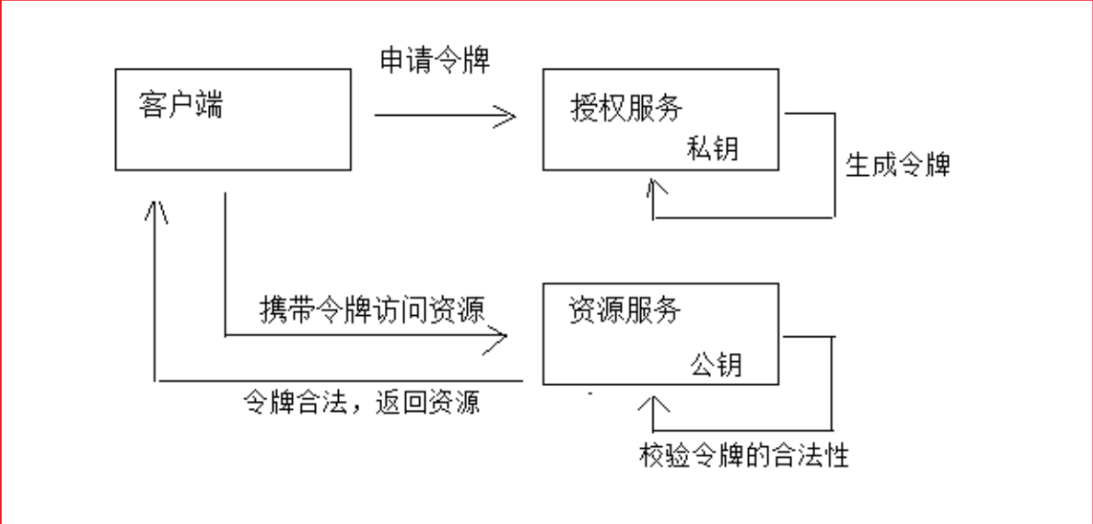 申请令牌
客户端
授权服务
私钥
生成令牌
携带令牌访问资源
资源服务
公钥
令牌合法，返回资源
校验令牌的合法性